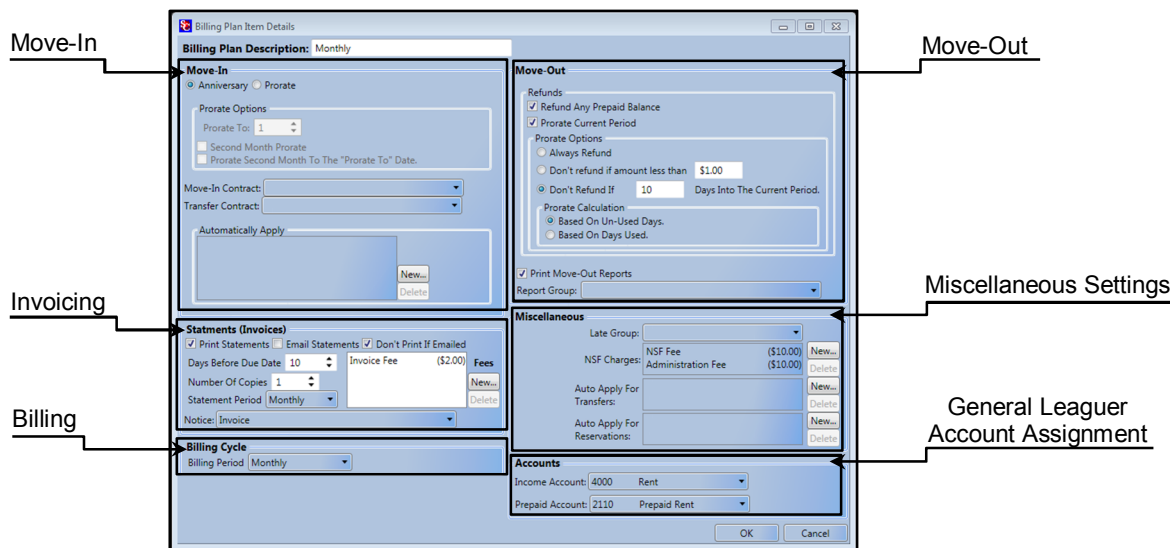 Move-In
Invoicing
Billing
Billing Plan Item Details
Billing Plan Description: Monthly
Move-In
Anniversary Prorate
Prorate Options
Prorate To: 1
Second Month Prorate
Prorate Second Month To The "Prorate To" Date.
Move-In Contract:
Transfer Contract:
Automatically Apply
New...
Delete
Statments (Invoices)
Print Statements Email Statements Don't Print If Emailed
Days Before Due Date 10
Invoice Fee ($2.00) Fees
Number Of Copies 1
New...
Statement Period Monthly
Delete
Notice: Invoice
Billing Cycle
Billing Period Monthly
Move-Out
Refunds
Refund Any Prepaid Balance
Prorate Current Period
Prorate Options
Always Refund
Don't refund if amount less than $1.00
Don't Refund If 10 Days Into The Current Period.
Prorate Calculation
Based On Un-Used Days.
Based On Days Used.
Print Move-Out Reports
Report Group:
Miscellaneous
Late Group:
NSF Charges:
NSF Fee ($10.00)
Administration Fee ($10.00)
New...
Delete
Auto Apply For
Transfers:
New...
Delete
Auto Apply For
Reservations:
New...
Delete
Accounts
Income Account: 4000 Rent
Prepaid Account: 2110 Prepaid Rent
OK Cancel
Move-Out
Miscellaneous Settings
General Leaguer
Account Assignment